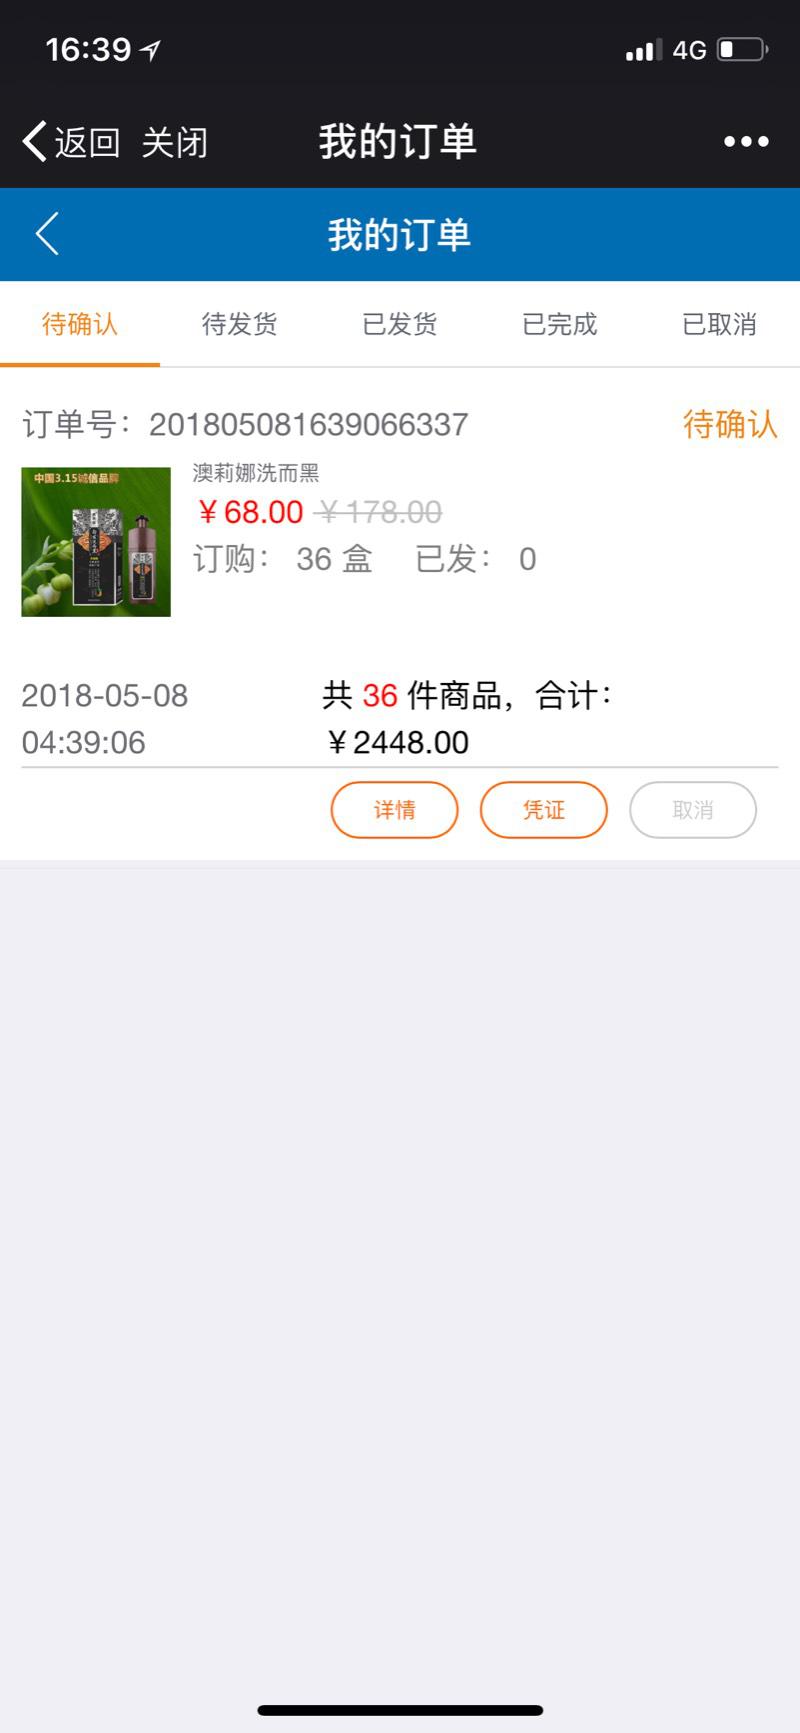 16:39
4G
返回 关闭 我的订单
我的订单
待确认 待发货 已发货 已完成 已取消
订单号：201805081639066337 待确认
中国3.15诚信品牌
澳莉娜洗而黑
￥68.00 ￥178.00
订购： 36 盒 已发： 0
2018-05-08
04:39:06
共 36 件商品，合计：
￥2448.00
详情 凭证 取消